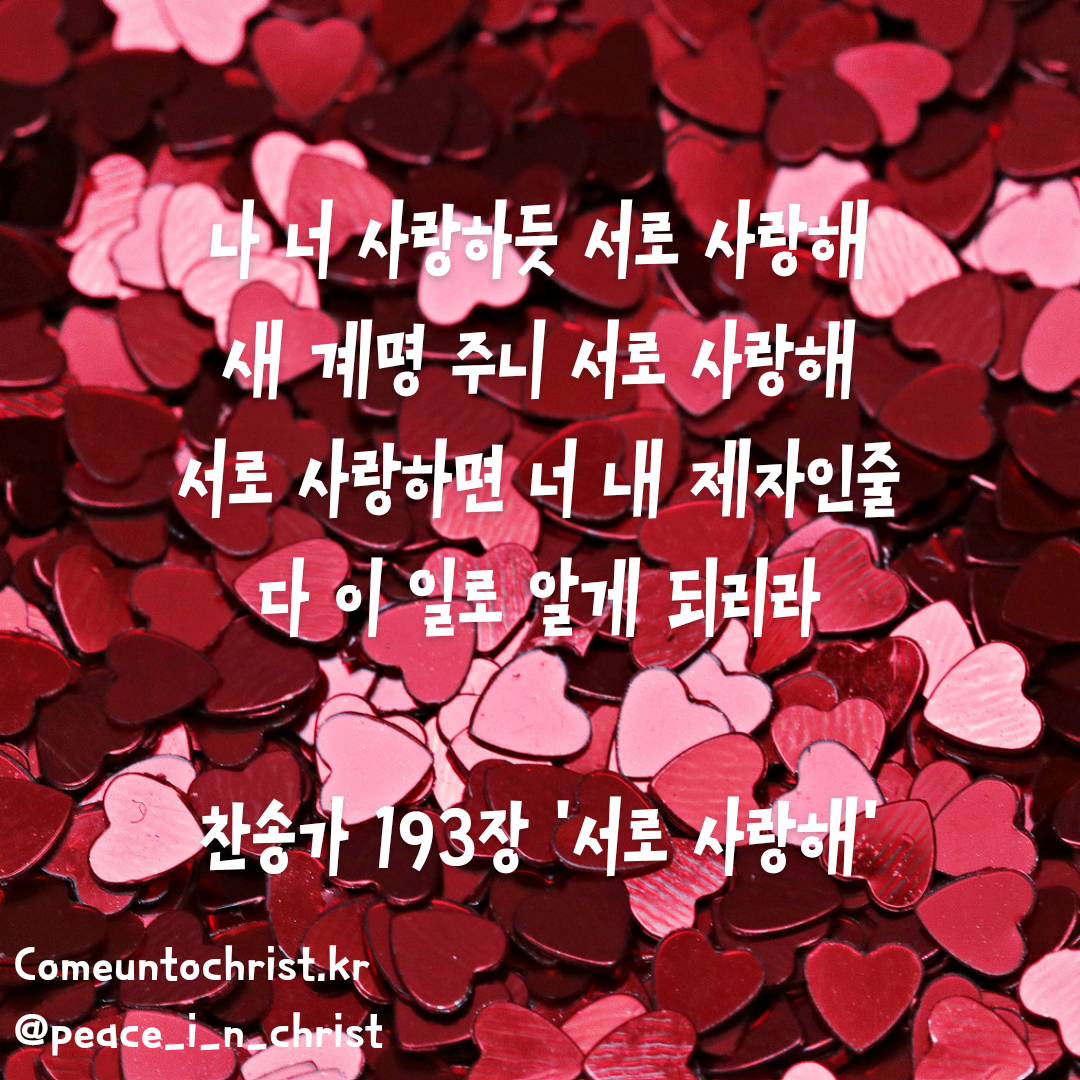 나 너 사랑하듯 서로 사랑해
새 계명 주니 서로 사랑해
서로 사랑하면 너 내 제자인줄
다 이 일로 알게 되리라
찬송가 193장 '서로 사랑해'
Comeuntochrist.kr
@peace_i_n_christ